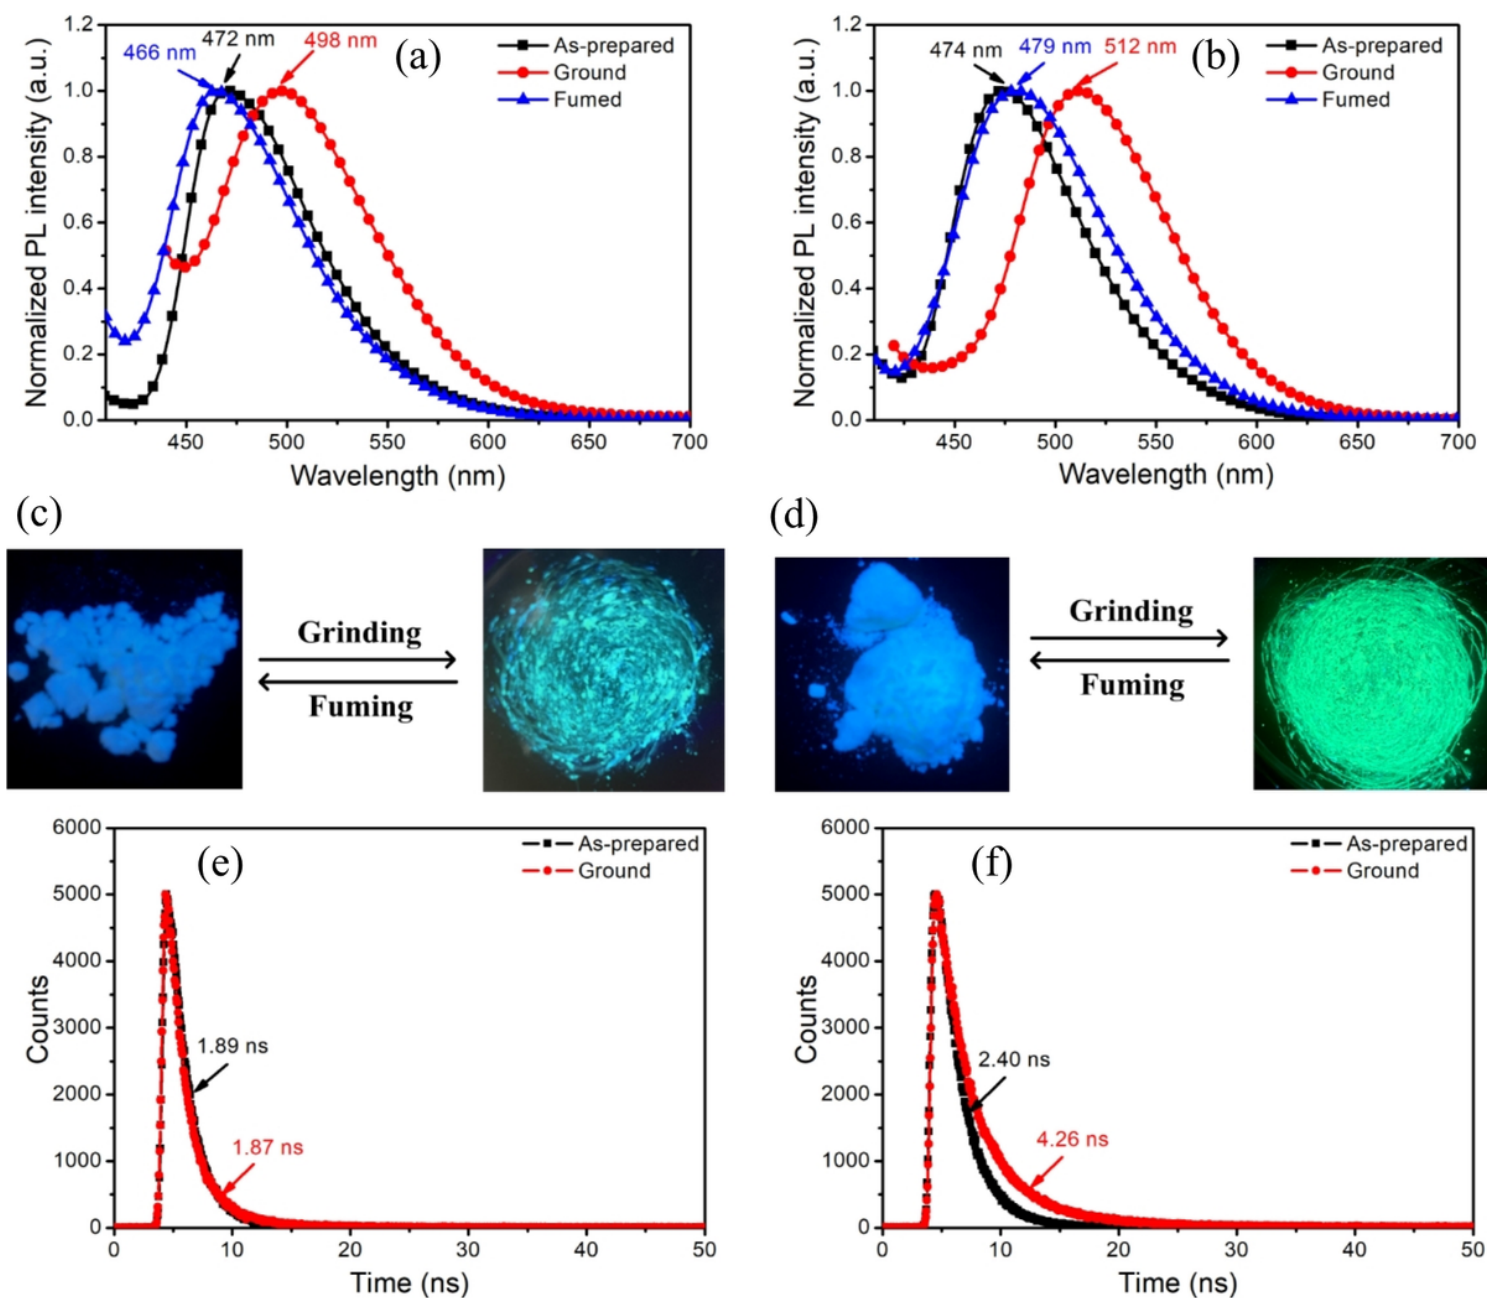 (a)
466 nm
472 nm
498 nm
As-prepared
Ground
Fumed
Normalized PL intensity (a.u.)
1.2
1.0
0.8
0.6
0.4
0.2
0.0
450 500 550 600 650 700
Wavelength (nm)
(b)
474 nm
479 nm
512 nm
As-prepared
Ground
Fumed
Normalized PL intensity (a.u.)
1.2
1.0
0.8
0.6
0.4
0.2
0.0
450 500 550 600 650 700
Wavelength (nm)
(c)
Grinding
Fuming
(d)
Grinding
Fuming
(e)
As-prepared
Ground
Counts
6000
5000
4000
3000
2000
1000
0
1.89 ns
1.87 ns
0 10 20 30 40 50
Time (ns)
(f)
As-prepared
Ground
Counts
6000
5000
4000
3000
2000
1000
0
2.40 ns
4.26 ns
0 10 20 30 40 50
Time (ns)